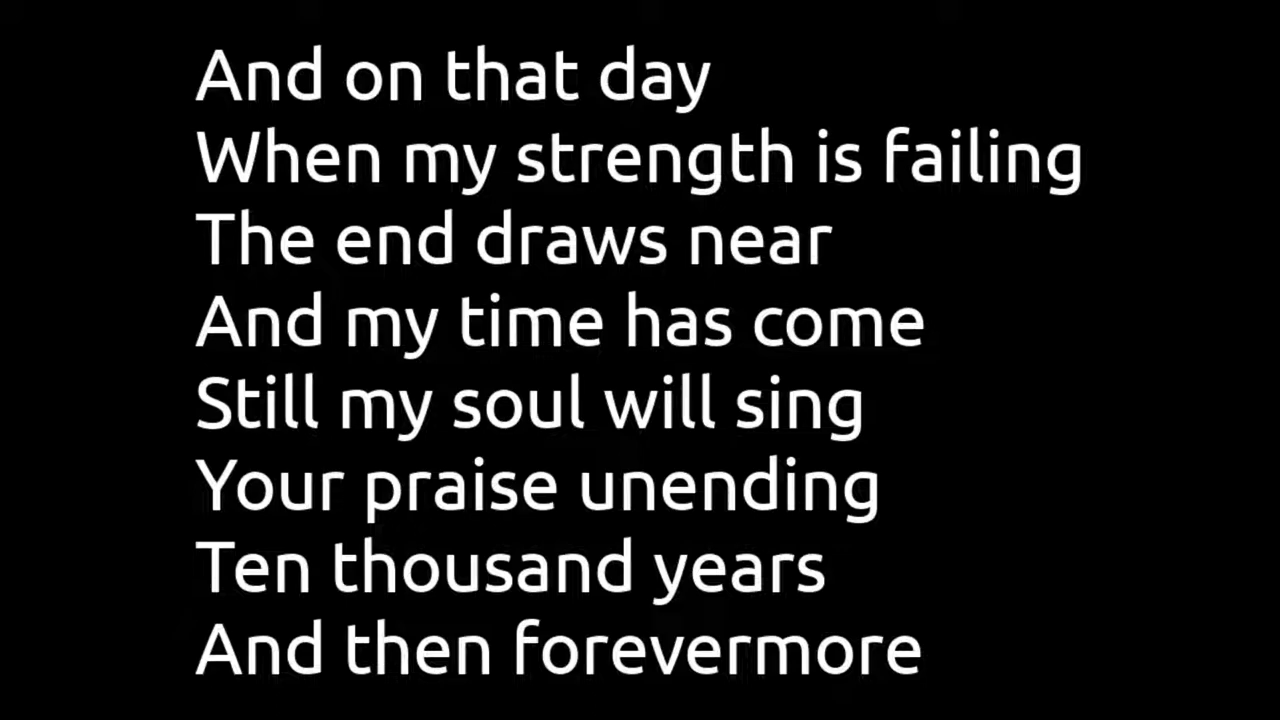 And on that day
When my strength is failing
The end draws near
And my time has come
Still my soul will sing
Your praise unending
Ten thousand years
And then forevermore